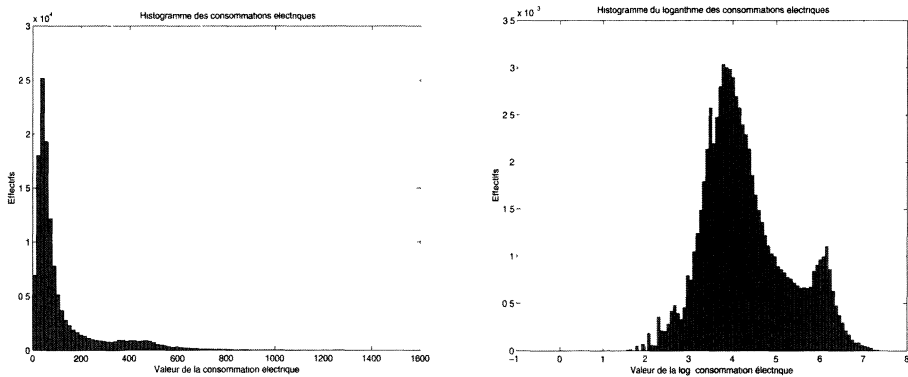 Histogramme des consommations electriques
x 10⁴
3
2 5
2
1 5
1
0 5
0
Effectifs
0 200 400 600 800 1000 1200 1400 1600
Valeur de la consommation electrique
Histogramme du logarithme des consommations electriques
x 10³
3 5
3
2 5
2
1 5
1
0 5
0
Effectifs
−1 0 1 2 3 4 5 6 7 8
Valeur de la log consommation électrique